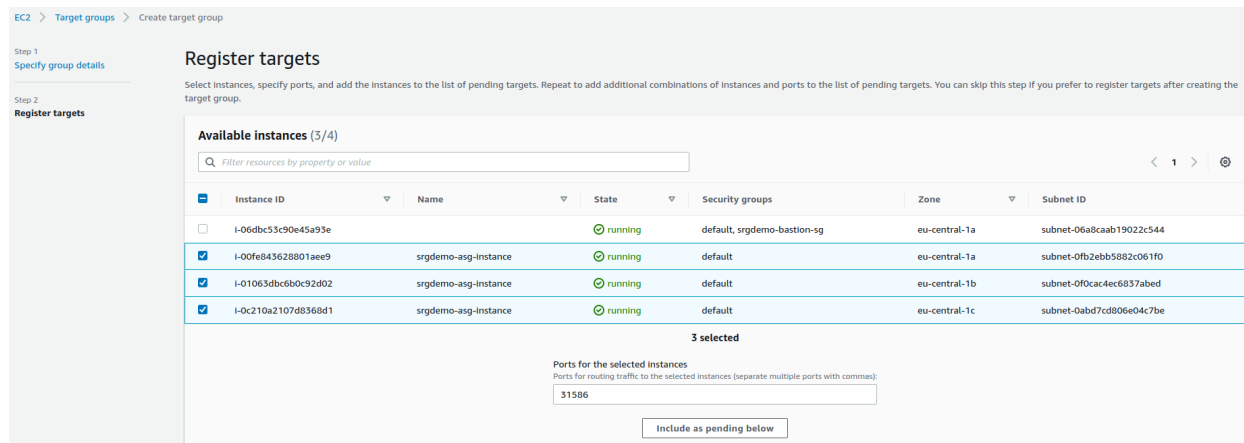 EC2 > Target groups > Create target group
Step 1
Specify group details
Step 2
Register targets
Register targets
Select instances, specify ports, and add the instances to the list of pending targets. Repeat to add additional combinations of instances and ports to the list of pending targets. You can skip this step if you prefer to register targets after creating the
target group.
Available instances (3/4)
Filter resources by property or value
< 1 >
Instance ID Name State Security groups Zone Subnet ID
i-06dbc53c90e45a93e running default, srgdemo-bastion-sg eu-central-1a subnet-06a8caab19022c544
i-00fe843628801aee9 srgdemo-asg-instance running default eu-central-1a subnet-0fb2ebb5882c061f0
i-01063dbc6b0c92d02 srgdemo-asg-instance running default eu-central-1b subnet-0f0cac4ec6837abed
i-0c210a2107d8368d1 srgdemo-asg-instance running default eu-central-1c subnet-0abd7cd806e04c7be
3 selected
Ports for the selected instances
Ports for routing traffic to the selected instances (separate multiple ports with commas):
31586
Include as pending below